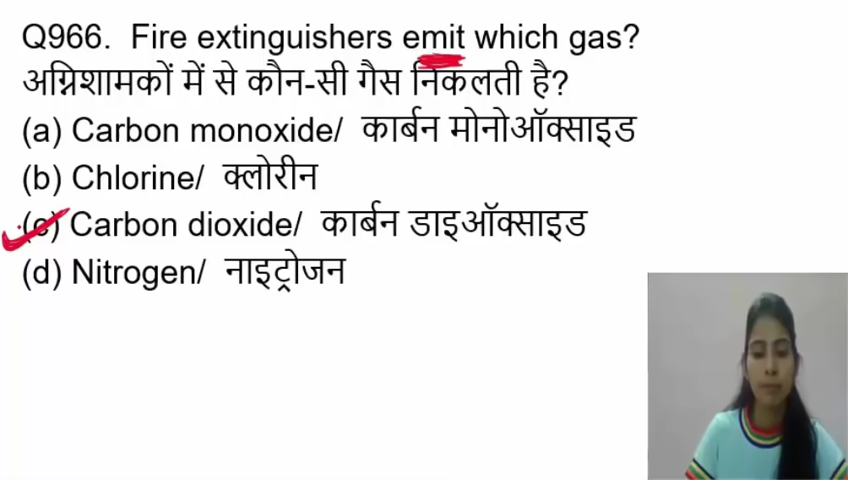 Q966. Fire extinguishers emit which gas?
अग्निशामकों में से कौन-सी गैस निकलती है?
(a) Carbon monoxide/ कार्बन मोनोऑक्साइड
(b) Chlorine/ क्लोरीन
(c) Carbon dioxide/ कार्बन डाइऑक्साइड
(d) Nitrogen/ नाइट्रोजन